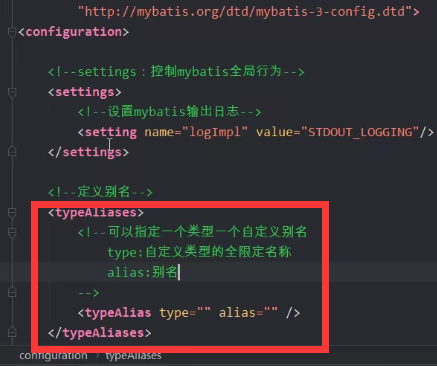 "http://mybatis.org/dtd/mybatis-3-config.dtd">
<configuration>
<!--settings：控制mybatis全局行为-->
<settings>
<!--设置mybatis输出日志-->
<setting name="logImpl" value="STDOUT_LOGGING"/>
</settings>
<!--定义别名-->
<typeAliases>
<!--可以指定一个类型一个自定义别名
type:自定义类型的全限定名称
alias:别名
-->
<typeAlias type="" alias="" />
</typeAliases>
configuration › typeAliases